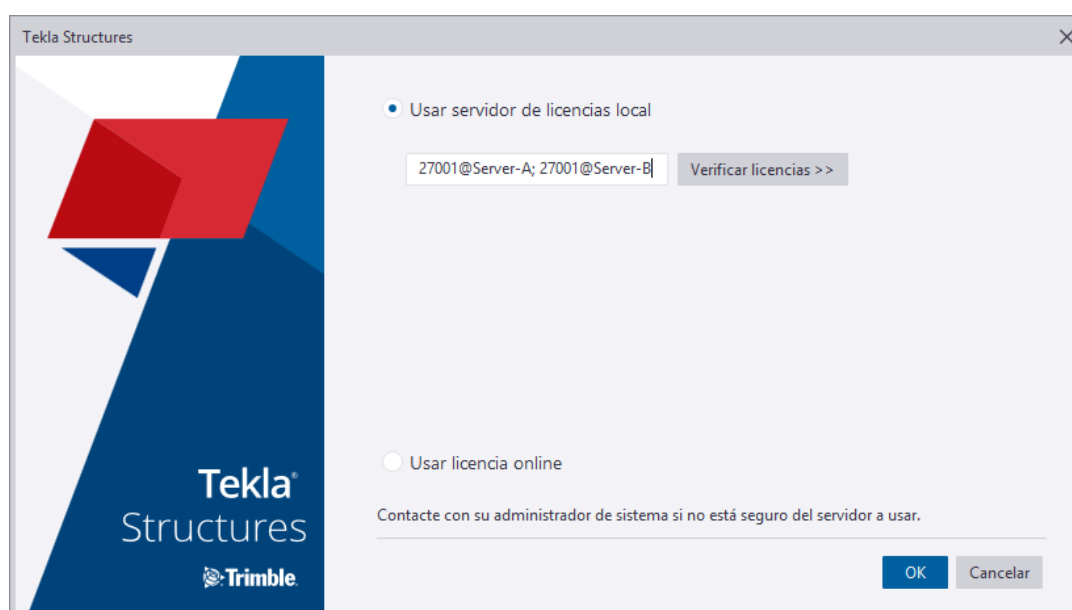 Tekla Structures
Usar servidor de licencias local
27001@Server-A; 27001@Server-B
Verificar licencias >>
Usar licencia online
Contacte con su administrador de sistema si no está seguro del servidor a usar.
Tekla®
Structures
Trimble.
OK
Cancelar